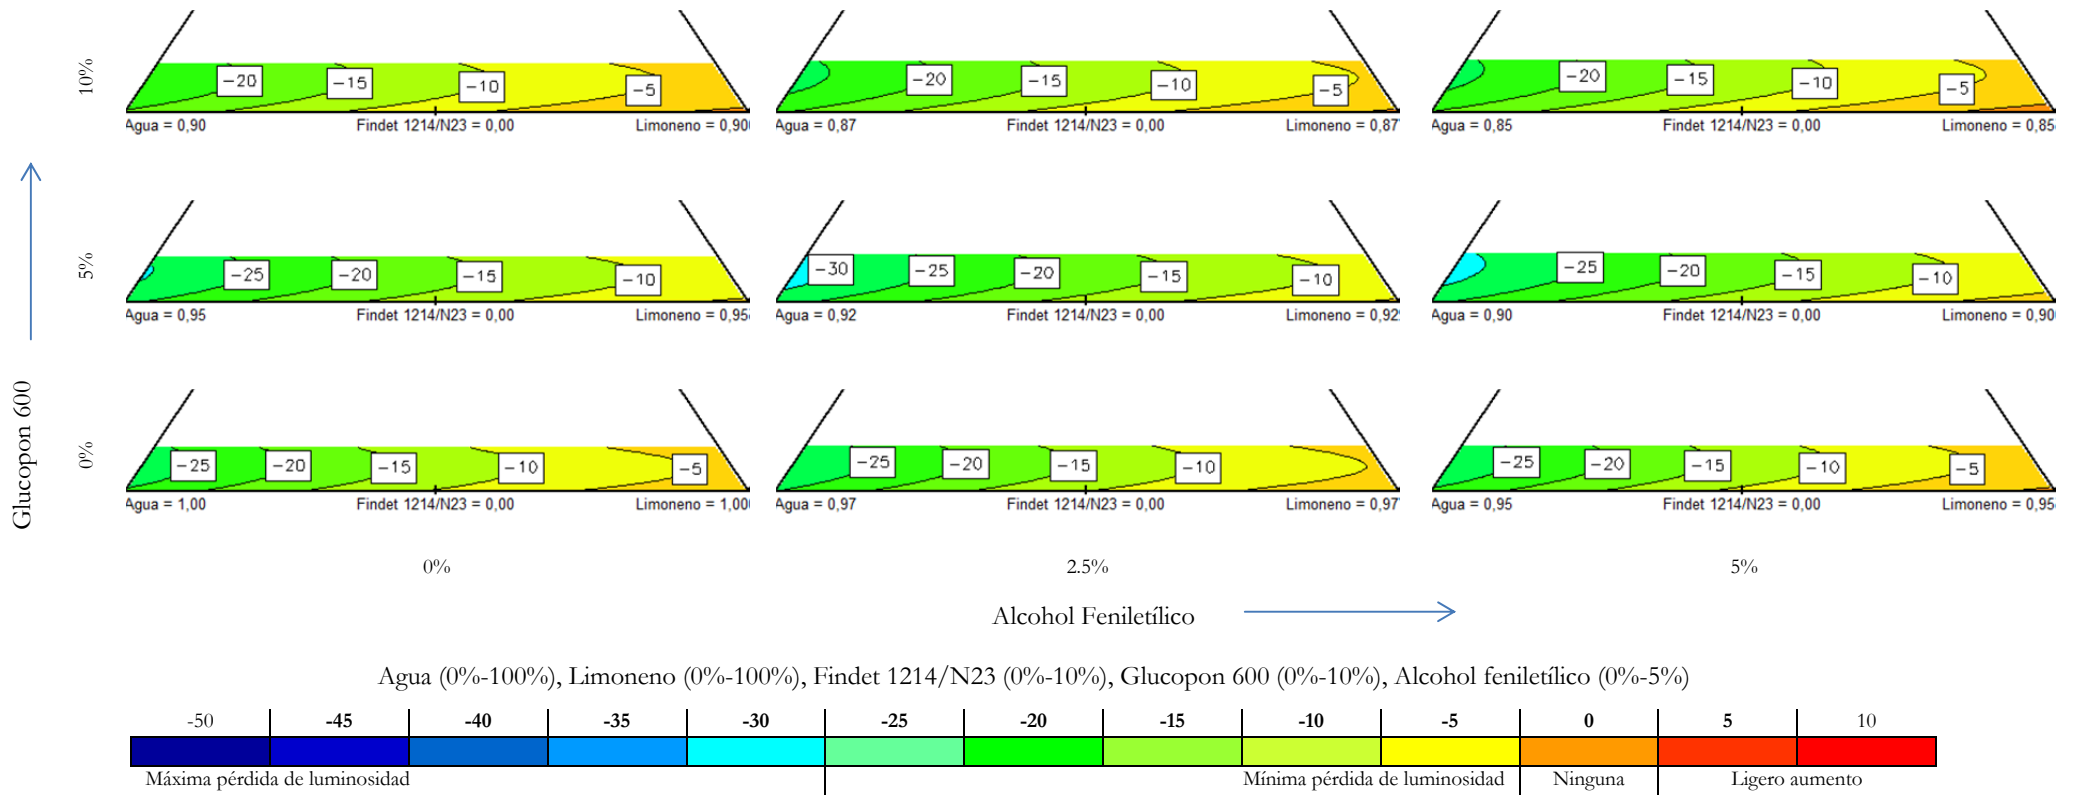 10%
-20 -15 -10 -5
Agua = 0,90 Findet 1214/N23 = 0,00 Limoneno = 0,90
-20 -15 -10 -5
Agua = 0,87 Findet 1214/N23 = 0,00 Limoneno = 0,87
-20 -15 -10 -5
Agua = 0,85 Findet 1214/N23 = 0,00 Limoneno = 0,85
5%
-25 -20 -15 -10
Agua = 0,95 Findet 1214/N23 = 0,00 Limoneno = 0,95
-30 -25 -20 -15 -10
Agua = 0,92 Findet 1214/N23 = 0,00 Limoneno = 0,92
-25 -20 -15 -10
Agua = 0,90 Findet 1214/N23 = 0,00 Limoneno = 0,90
Glucopon 600
0%
-25 -20 -15 -10 -5
Agua = 1,00 Findet 1214/N23 = 0,00 Limoneno = 1,00
-25 -20 -15 -10
Agua = 0,97 Findet 1214/N23 = 0,00 Limoneno = 0,97
-25 -20 -15 -10 -5
Agua = 0,95 Findet 1214/N23 = 0,00 Limoneno = 0,95
0% 2.5% 5%
Alcohol Feniletílico
Agua (0%-100%), Limoneno (0%-100%), Findet 1214/N23 (0%-10%), Glucopon 600 (0%-10%), Alcohol feniletílico (0%-5%)
-50 -45 -40 -35 -30 -25 -20 -15 -10 -5 0 5 10
Máxima pérdida de luminosidad Mínima pérdida de luminosidad Ninguna Ligero aumento